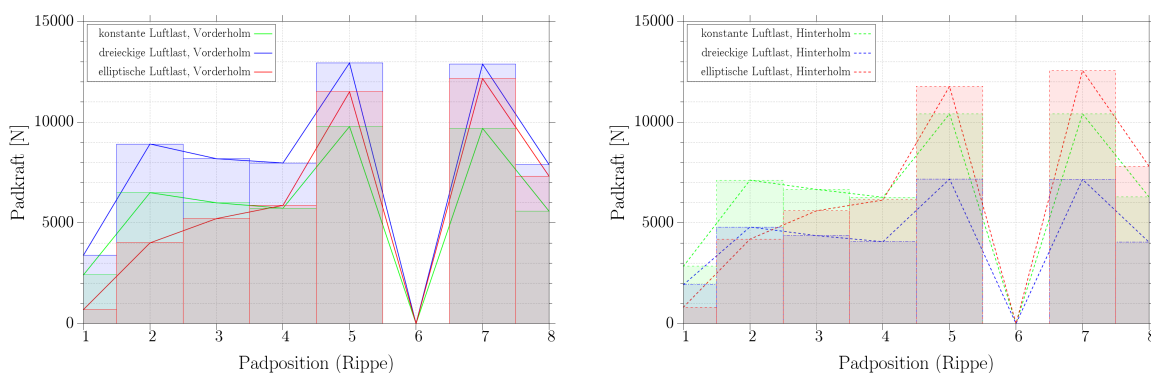 15000
10000
5000
0
Padkraft [N]
konstante Luftlast, Vorderholm
dreieckige Luftlast, Vorderholm
elliptische Luftlast, Vorderholm
1 2 3 4 5 6 7 8
Padposition (Rippe)
15000
10000
5000
0
Padkraft [N]
konstante Luftlast, Hinterholm
dreieckige Luftlast, Hinterholm
elliptische Luftlast, Hinterholm
1 2 3 4 5 6 7 8
Padposition (Rippe)